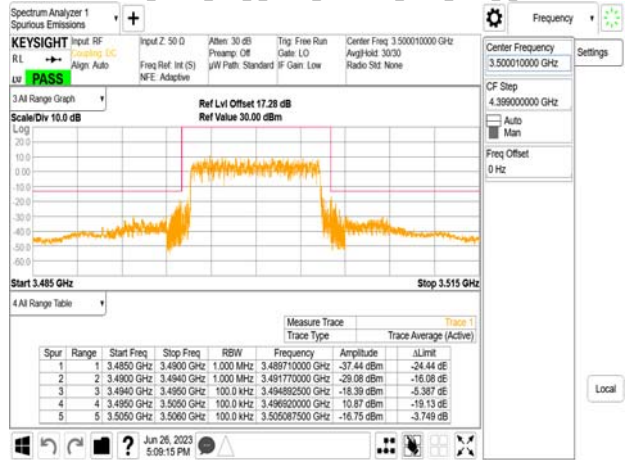 Spectrum Analyzer 1
Spurious Emissions
Frequency
KEYSIGHT Input: RF
Coupling: DC
Align: Auto
RL
PASS
Input Z: 50 Ω
Freq Ref: Int (S)
NFE: Adaptive
Atten: 30 dB
Preamp: Off
µW Path: Standard
Trig: Free Run
Gate: LO
IF Gain: Low
Center Freq: 3.500010000 GHz
Avg|Hold: 30/30
Radio Std: None
Center Frequency
3.500010000 GHz
Settings
CF Step
4.399000000 GHz
Auto
Man
Freq Offset
0 Hz
3 All Range Graph
Scale/Div 10.0 dB
Ref Lvl Offset 17.28 dB
Ref Value 30.00 dBm
Log
20.0
10.0
0.00
-10.0
-20.0
-30.0
-40.0
-50.0
-60.0
Start 3.485 GHz
Stop 3.515 GHz
4 All Range Table
Measure Trace Trace 1
Trace Type Trace Average (Active)
Spur Range Start Freq Stop Freq RBW Frequency Amplitude ΔLimit
1 1 3.4850 GHz 3.4900 GHz 1.000 MHz 3.489710000 GHz -37.44 dBm -24.44 dB
2 2 3.4900 GHz 3.4940 GHz 1.000 MHz 3.491770000 GHz -29.08 dBm -16.08 dB
3 3 3.4940 GHz 3.4950 GHz 100.0 kHz 3.494892500 GHz -18.39 dBm -5.387 dB
4 4 3.4950 GHz 3.5050 GHz 100.0 kHz 3.496920000 GHz 10.87 dBm -19.13 dB
5 5 3.5050 GHz 3.5060 GHz 100.0 kHz 3.505087500 GHz -16.75 dBm -3.749 dB
Local
Jun 26, 2023
5:09:15 PM